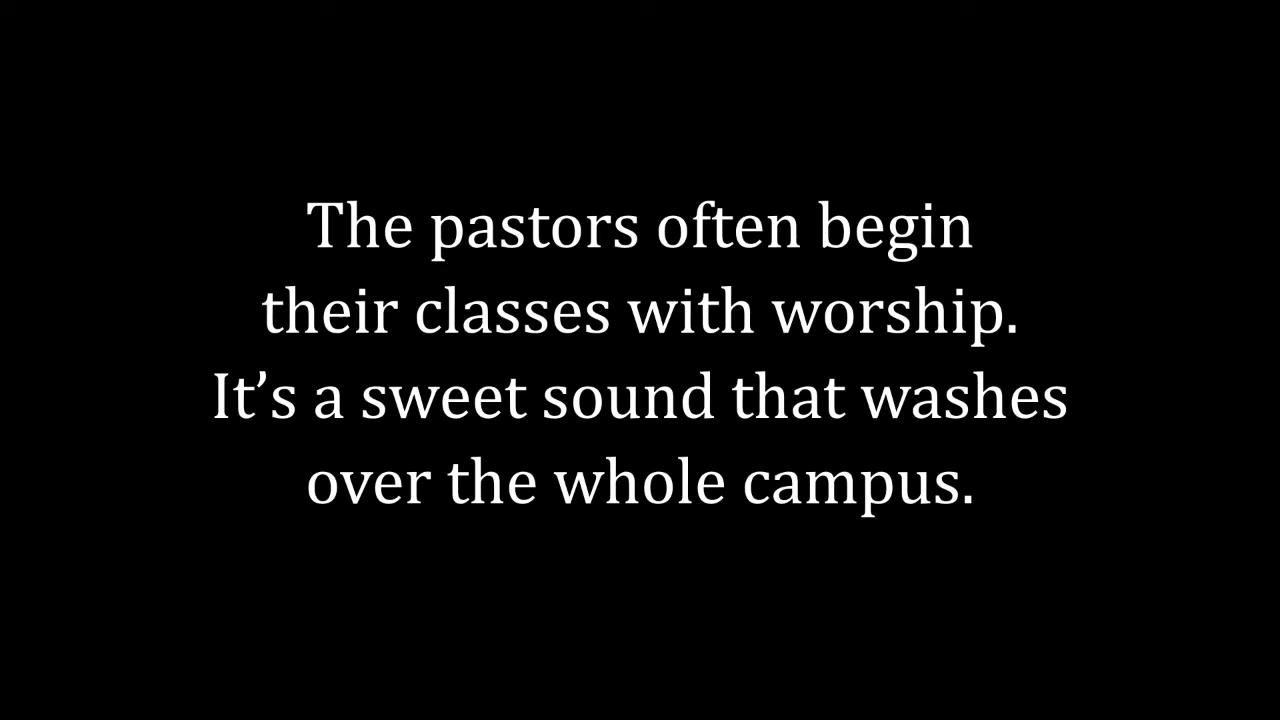 The pastors often begin
their classes with worship.
It’s a sweet sound that washes
over the whole campus.